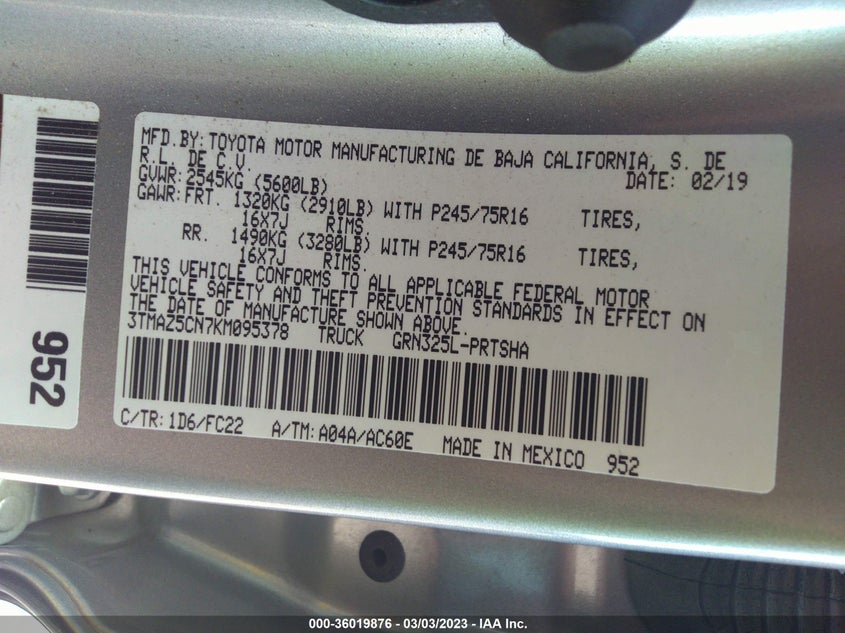 MFD.BY:TOYOTA MOTOR MANUFACTURING DE BAJA CALIFORNIA, S. DE
R.L. DE C.V.
DATE: 02/19
GVWR:2545KG (5600LB)
GAWR:FRT. 1320KG (2910LB) WITH P245/75R16 TIRES,
16X7J RIMS.
RR. 1490KG (3280LB) WITH P245/75R16 TIRES,
16X7J RIMS.
THIS VEHICLE CONFORMS TO ALL APPLICABLE FEDERAL MOTOR
VEHICLE SAFETY AND THEFT PREVENTION STANDARDS IN EFFECT ON
THE DATE OF MANUFACTURE SHOWN ABOVE.
3TMAZ5CN7KM095378 TRUCK GRN325L-PRTSHA
C/TR:1D6/FC22 A/TM:A04A/AC60E MADE IN MEXICO 952
952
000-36019876 - 03/03/2023 - IAA Inc.